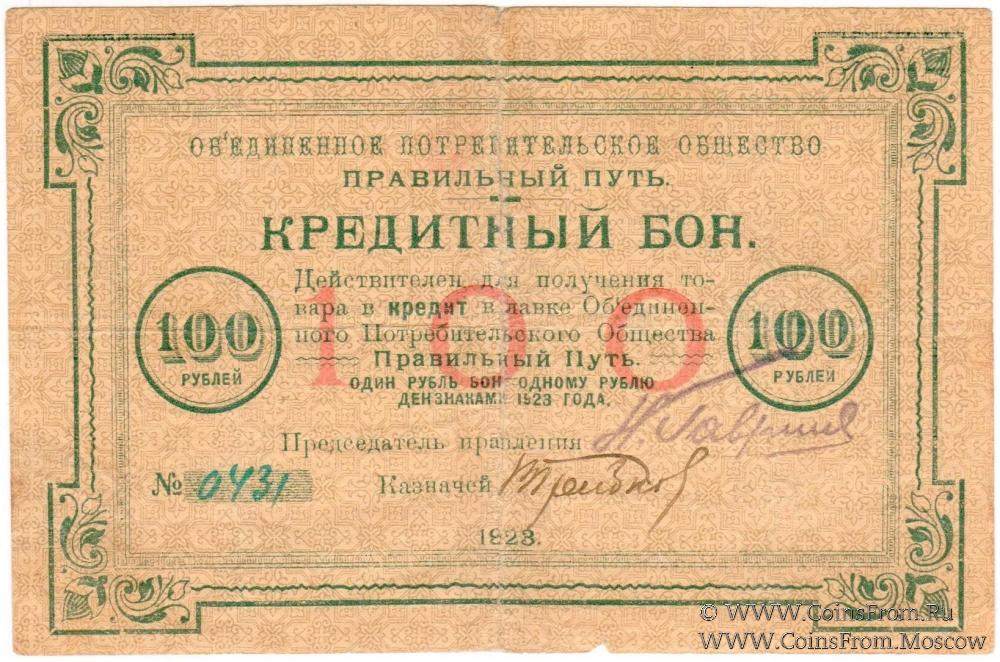 ОБ'ЕДИНЕННОЕ ПОТРЕБИТЕЛЬСКОЕ ОБЩЕСТВО
ПРАВИЛЬНЫЙ ПУТЬ.
КРЕДИТНЫЙ БОН.
Действителен для получения то-
вара в кредит в лавке Об'единен-
ного Потребительского Общества
Правильный Путь.
100
РУБЛЕЙ
100
100
РУБЛЕЙ
ОДИН РУБЛЬ БОН ОДНОМУ РУБЛЮ
ДЕНЗНАКАМИ 1923 ГОДА.
Председатель правления
№ 0431
Казначей
1923.
© WWW.CoinsFrom.Ru
WWW.CoinsFrom.Moscow